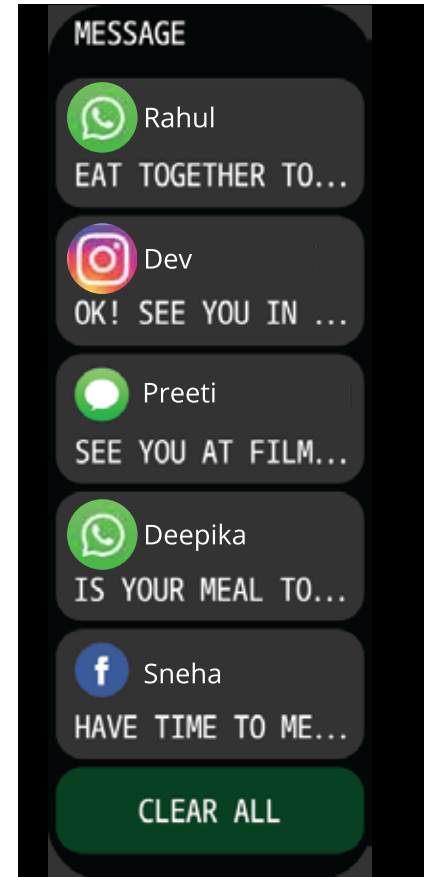 MESSAGE
Rahul
EAT TOGETHER TO...
Dev
OK! SEE YOU IN ...
Preeti
SEE YOU AT FILM...
Deepika
IS YOUR MEAL TO...
Sneha
HAVE TIME TO ME...
CLEAR ALL